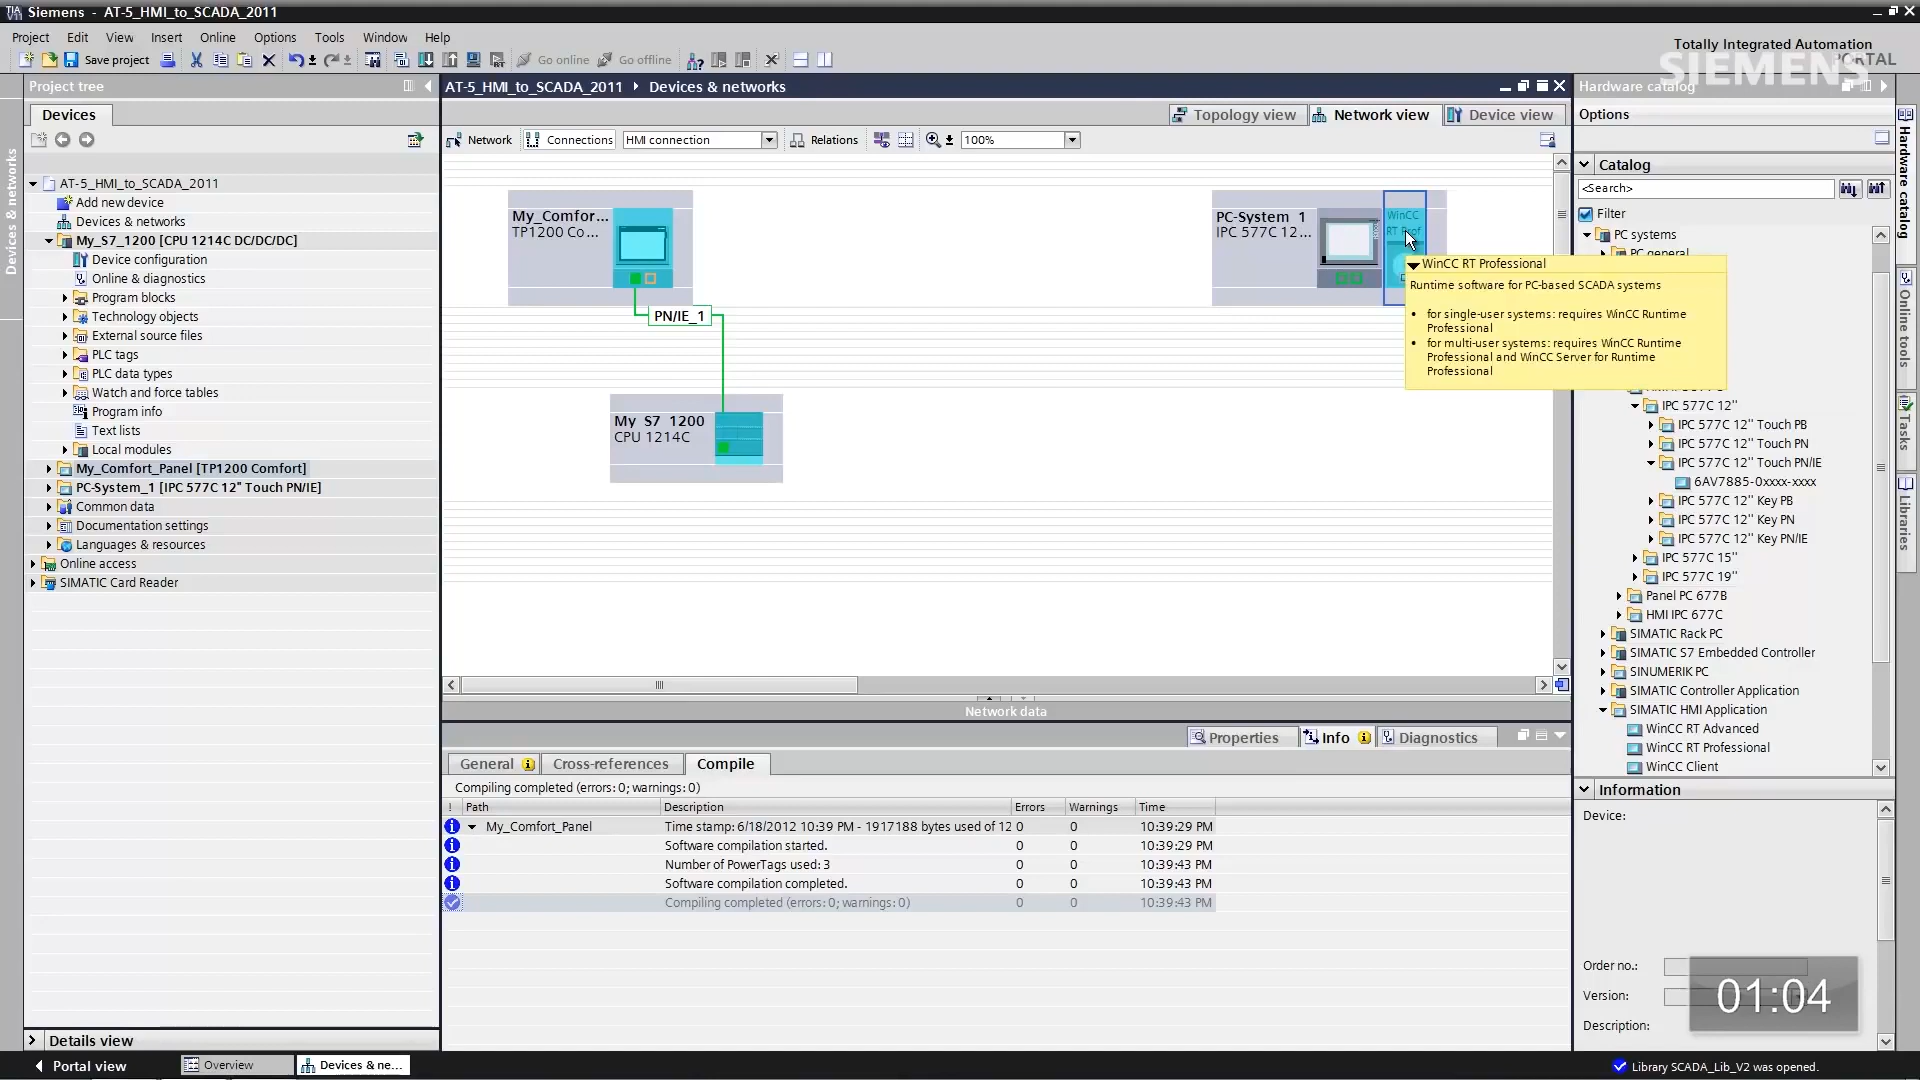 Siemens - AT-5_HMI_to_SCADA_2011
Project Edit View Insert Online Options Tools Window Help
Totally Integrated Automation
PORTAL
SIEMENS
Save project
Go online
Go offline
Project tree
AT-5_HMI_to_SCADA_2011 Devices & networks
Hardware catalog
Devices
Topology view
Network view
Device view
Options
Network
Connections
HMI connection
Relations
100%
Devices & networks
AT-5_HMI_to_SCADA_2011
Add new device
Devices & networks
My_S7_1200 [CPU 1214C DC/DC/DC]
Device configuration
Online & diagnostics
Program blocks
Technology objects
External source files
PLC tags
PLC data types
Watch and force tables
Program info
Text lists
Local modules
My_Comfort_Panel [TP1200 Comfort]
PC-System_1 [IPC 577C 12" Touch PN/IE]
Common data
Documentation settings
Languages & resources
Online access
SIMATIC Card Reader
My_Comfor...
TP1200 Co...
PN/IE_1
My S7 1200
CPU 1214C
PC-System 1
IPC 577C 12...
WinCC
RT Prof
WinCC RT Professional
Runtime software for PC-based SCADA systems
• for single-user systems: requires WinCC Runtime
Professional
• for multi-user systems: requires WinCC Runtime
Professional and WinCC Server for Runtime
Professional
Catalog
<Search>
Filter
PC systems
PC general
IPC 577C 12"
IPC 577C 12" Touch PB
IPC 577C 12" Touch PN
IPC 577C 12" Touch PN/IE
6AV7885-0xxxx-xxxx
IPC 577C 12" Key PB
IPC 577C 12" Key PN
IPC 577C 12" Key PN/IE
IPC 577C 15"
IPC 577C 19"
Panel PC 677B
HMI IPC 677C
SIMATIC Rack PC
SIMATIC S7 Embedded Controller
SINUMERIK PC
SIMATIC Controller Application
SIMATIC HMI Application
WinCC RT Advanced
WinCC RT Professional
WinCC Client
Hardware catalog
Online tools
Tasks
Libraries
Network data
Properties
Info
Diagnostics
General
Cross-references
Compile
Compiling completed (errors: 0; warnings: 0)
! Path Description Errors Warnings Time
My_Comfort_Panel Time stamp: 6/18/2012 10:39 PM - 1917188 bytes used of 12 0 0 10:39:29 PM
Software compilation started. 0 0 10:39:29 PM
Number of PowerTags used: 3 0 0 10:39:43 PM
Software compilation completed. 0 0 10:39:43 PM
Compiling completed (errors: 0; warnings: 0) 0 0 10:39:43 PM
Information
Device:
Order no.:
Version:
Description:
01:04
Details view
Portal view
Overview
Devices & ne...
Library SCADA_Lib_V2 was opened.